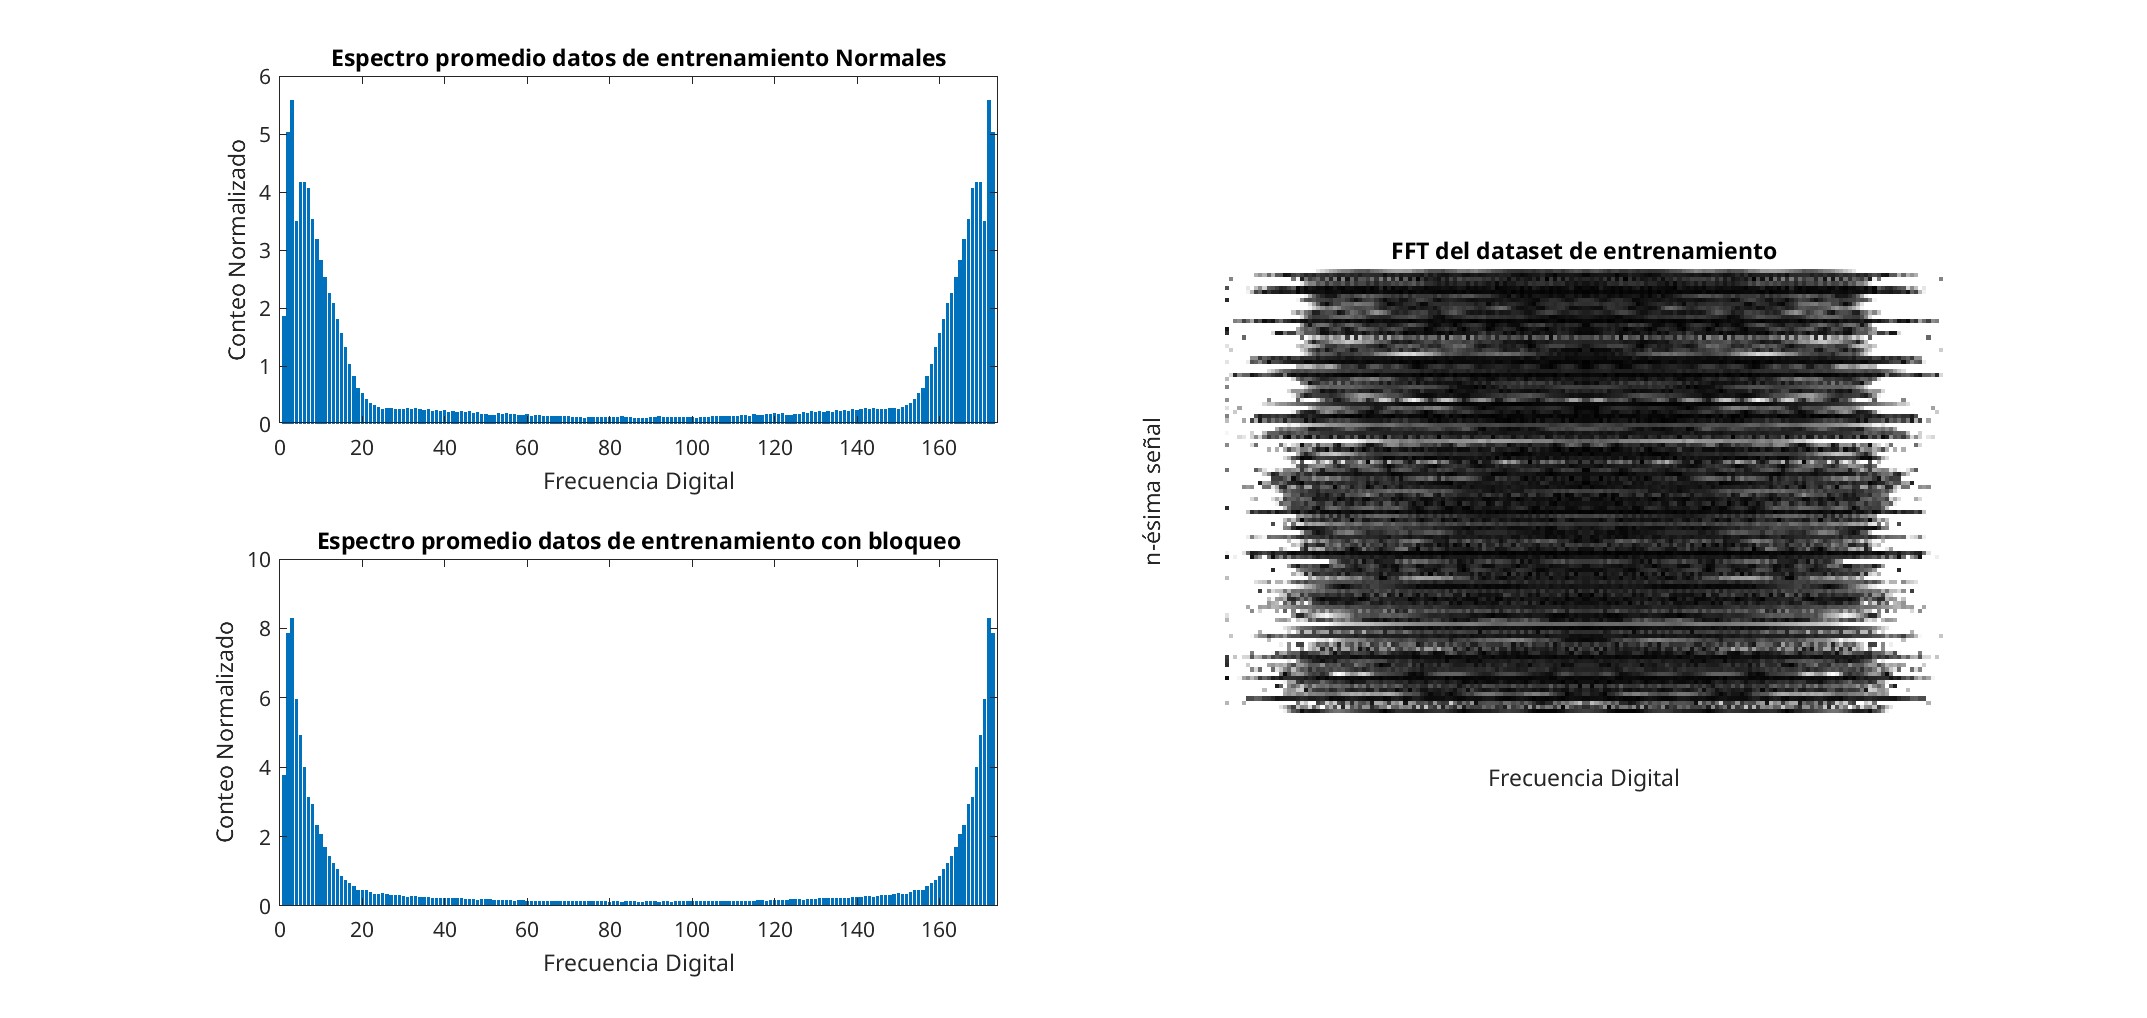 Espectro promedio datos de entrenamiento Normales
6
5
4
3
2
1
0
Conteo Normalizado
0 20 40 60 80 100 120 140 160
Frecuencia Digital
Espectro promedio datos de entrenamiento con bloqueo
10
8
6
4
2
0
Conteo Normalizado
0 20 40 60 80 100 120 140 160
Frecuencia Digital
FFT del dataset de entrenamiento
n-ésima señal
Frecuencia Digital